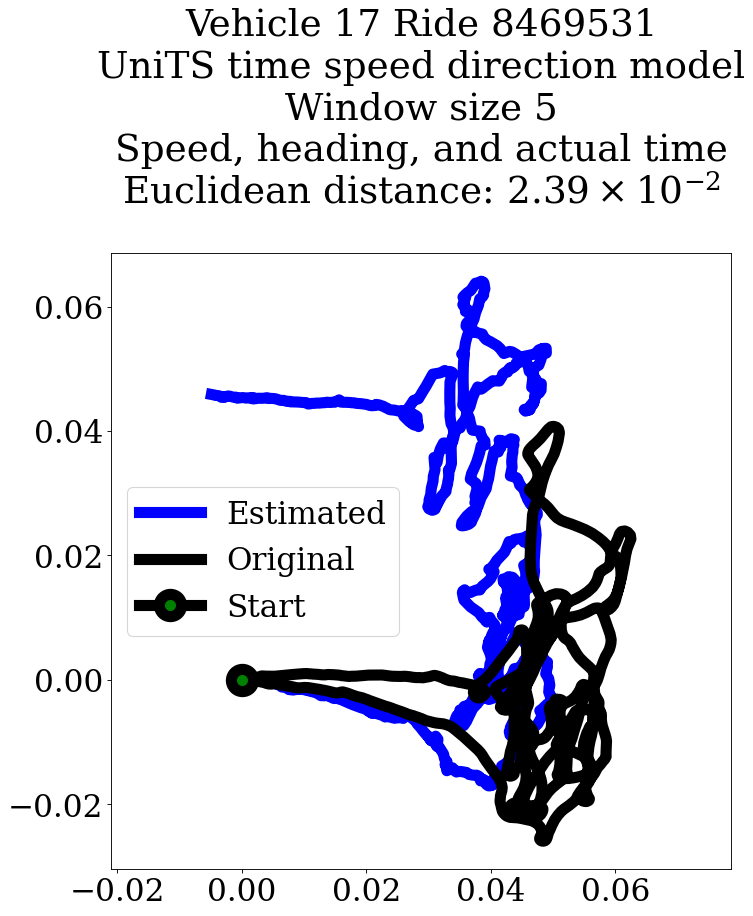 Vehicle 17 Ride 8469531
UniTS time speed direction model
Window size 5
Speed, heading, and actual time
Euclidean distance: 2.39 × 10⁻²
0.06
0.04
0.02
0.00
−0.02
Estimated
Original
Start
−0.02 0.00 0.02 0.04 0.06